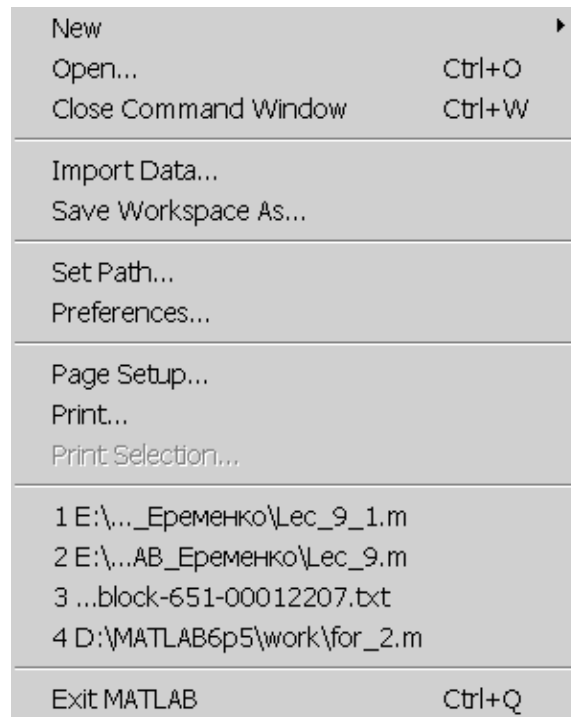 New
Open... Ctrl+O
Close Command Window Ctrl+W
Import Data...
Save Workspace As...
Set Path...
Preferences...
Page Setup...
Print...
Print Selection...
1 E:\..._Еременко\Lec_9_1.m
2 E:\...АВ_Еременко\Lec_9.m
3 ...block-651-00012207.txt
4 D:\MATLAB6p5\work\for_2.m
Exit MATLAB Ctrl+Q